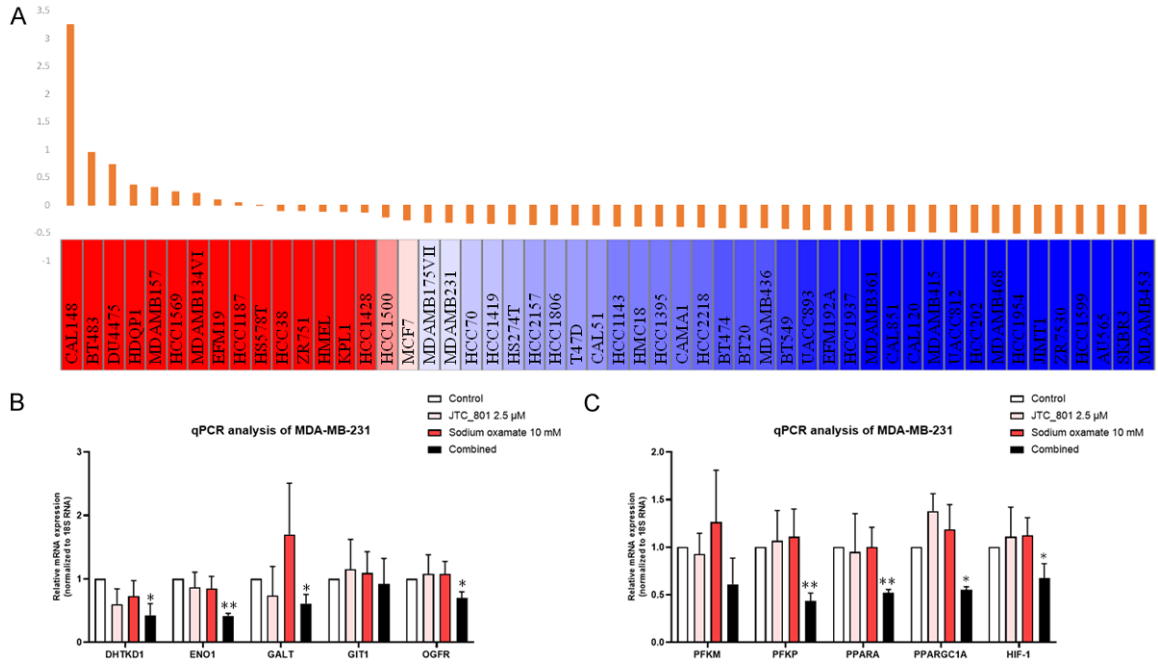 A
3.5
3
2.5
2
1.5
1
0.5
0
-0.5
-1
CAL148
BT483
DU4475
HDQP1
MDAMB157
HCC1569
MDAMB134VI
EFM19
HCC1187
HS578T
HCC38
ZR751
HMEL
KPL1
HCC1428
HCC1500
MCF7
MDAMB175VII
MDAMB231
HCC70
HCC1419
HS274T
HCC2157
HCC1806
T47D
CAL51
HCC1143
HMC18
HCC1395
CAMA1
HCC2218
BT474
BT20
MDAMB436
BT549
UACC893
EFM192A
HCC1937
MDAMB361
CAL851
CAL120
MDAMB415
UACC812
HCC202
MDAMB468
HCC1954
JIMT1
ZR7530
HCC1599
AU565
SKBR3
MDAMB453
B
Control
JTC_801 2.5 μM
Sodium oxamate 10 mM
Combined
qPCR analysis of MDA-MB-231
Relative mRNA expression
(normalized to 18S RNA)
3
2
1
0
*
**
*
*
DHTKD1
ENO1
GALT
GIT1
OGFR
C
Control
JTC_801 2.5 μM
Sodium oxamate 10 mM
Combined
qPCR analysis of MDA-MB-231
Relative mRNA expression
(normalized to 18S RNA)
2.0
1.5
1.0
0.5
0.0
**
**
*
*
PFKM
PFKP
PPARA
PPARGC1A
HIF-1